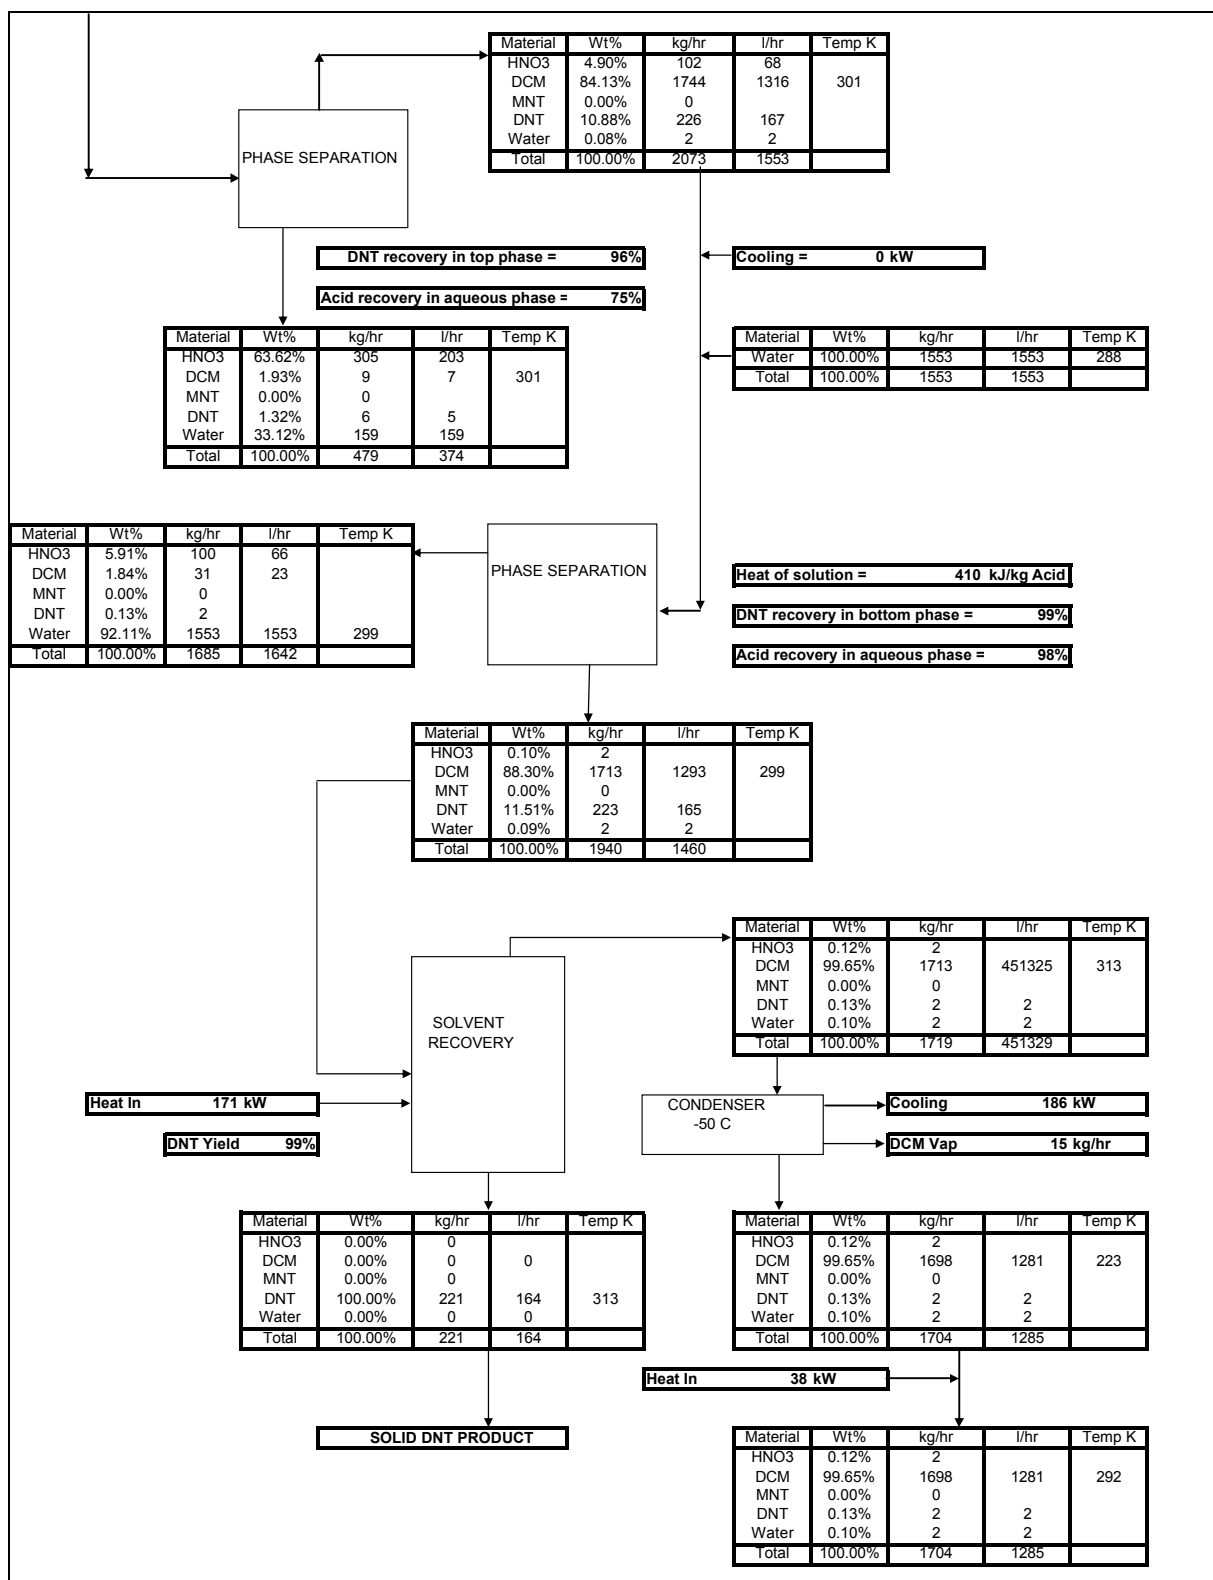 Material Wt% kg/hr l/hr Temp K
HNO3 4.90% 102 68
DCM 84.13% 1744 1316 301
MNT 0.00% 0
DNT 10.88% 226 167
Water 0.08% 2 2
Total 100.00% 2073 1553
PHASE SEPARATION
DNT recovery in top phase = 96%
Cooling = 0 kW
Acid recovery in aqueous phase = 75%
Material Wt% kg/hr l/hr Temp K
HNO3 63.62% 305 203
DCM 1.93% 9 7 301
MNT 0.00% 0
DNT 1.32% 6 5
Water 33.12% 159 159
Total 100.00% 479 374
Material Wt% kg/hr l/hr Temp K
Water 100.00% 1553 1553 288
Total 100.00% 1553 1553
Material Wt% kg/hr l/hr Temp K
HNO3 5.91% 100 66
DCM 1.84% 31 23
MNT 0.00% 0
DNT 0.13% 2
Water 92.11% 1553 1553 299
Total 100.00% 1685 1642
PHASE SEPARATION
Heat of solution = 410 kJ/kg Acid
DNT recovery in bottom phase = 99%
Acid recovery in aqueous phase = 98%
Material Wt% kg/hr l/hr Temp K
HNO3 0.10% 2
DCM 88.30% 1713 1293 299
MNT 0.00% 0
DNT 11.51% 223 165
Water 0.09% 2 2
Total 100.00% 1940 1460
Material Wt% kg/hr l/hr Temp K
HNO3 0.12% 2
DCM 99.65% 1713 451325 313
MNT 0.00% 0
DNT 0.13% 2 2
Water 0.10% 2 2
Total 100.00% 1719 451329
SOLVENT
RECOVERY
Heat In 171 kW
DNT Yield 99%
CONDENSER
-50 C
Cooling 186 kW
DCM Vap 15 kg/hr
Material Wt% kg/hr l/hr Temp K
HNO3 0.00% 0
DCM 0.00% 0 0
MNT 0.00% 0
DNT 100.00% 221 164 313
Water 0.00% 0 0
Total 100.00% 221 164
Material Wt% kg/hr l/hr Temp K
HNO3 0.12% 2
DCM 99.65% 1698 1281 223
MNT 0.00% 0
DNT 0.13% 2 2
Water 0.10% 2 2
Total 100.00% 1704 1285
Heat In 38 kW
SOLID DNT PRODUCT
Material Wt% kg/hr l/hr Temp K
HNO3 0.12% 2
DCM 99.65% 1698 1281 292
MNT 0.00% 0
DNT 0.13% 2 2
Water 0.10% 2 2
Total 100.00% 1704 1285